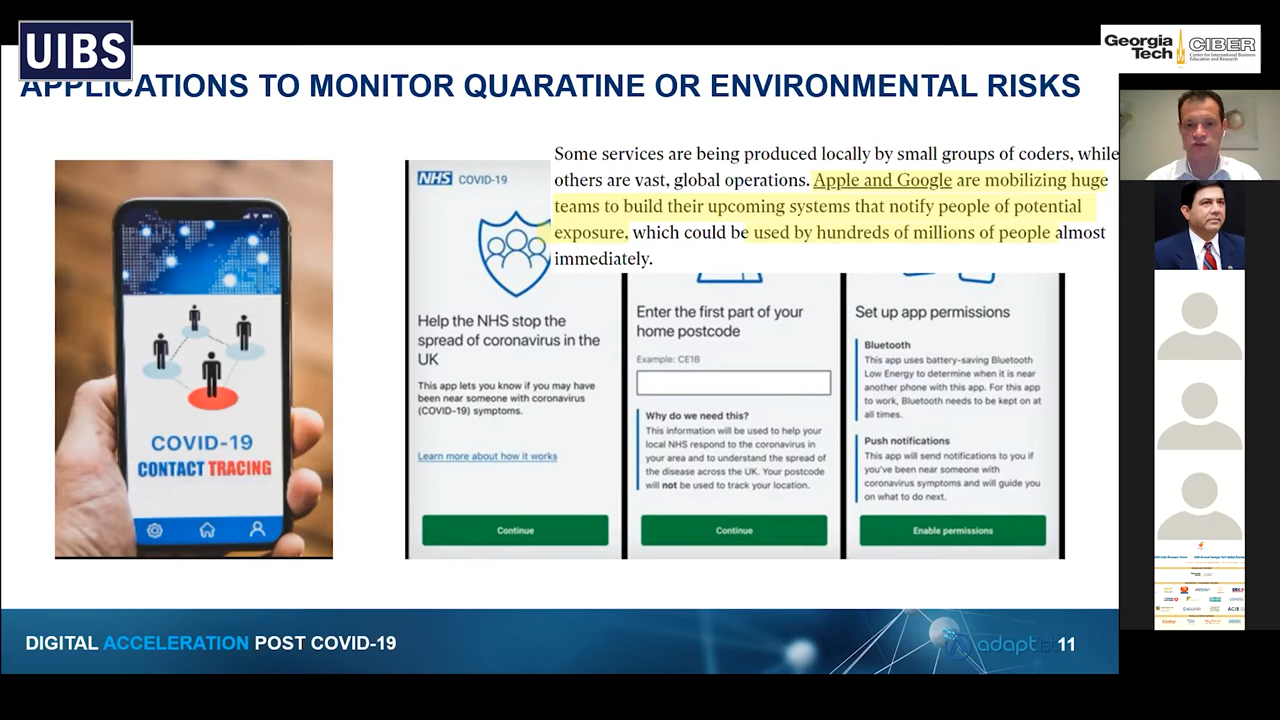 UIBS
Georgia Tech
CIBER
Center for International Business
Education and Research
APPLICATIONS TO MONITOR QUARATINE OR ENVIRONMENTAL RISKS
Some services are being produced locally by small groups of coders, while
others are vast, global operations. Apple and Google are mobilizing huge
teams to build their upcoming systems that notify people of potential
exposure, which could be used by hundreds of millions of people almost
immediately.
COVID-19
CONTACT TRACING
NHS COVID-19
Help the NHS stop the
spread of coronavirus in the
UK
This app lets you know if you may have
been near someone with coronavirus
(COVID-19) symptoms.
Learn more about how it works
Continue
Enter the first part of your
home postcode
Example: CE1B
Why do we need this?
This information will be used to help your
local NHS respond to the coronavirus in
your area and to understand the spread of
the disease across the UK. Your postcode
will not be used to track your location.
Continue
Set up app permissions
Bluetooth
This app uses battery-saving Bluetooth
Low Energy to determine when it is near
another phone with this app. For this
app to work, Bluetooth needs to be kept on at
all times.
Push notifications
This app will send notifications to you if
you've been near someone with
coronavirus symptoms and will guide you
on what to do next.
Enable permissions
DIGITAL ACCELERATION POST COVID-19
adapt
11